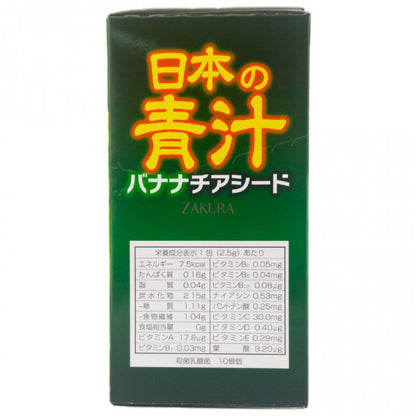 日本の
青汁
バナナチアシード
ZAKURA
栄養成分表示1包（2.5g）あたり
エネルギー 7.5kcal ビタミンB₂ 0.05mg
たんぱく質 0.16g ビタミンB₆ 0.04mg
脂質 0.04g ビタミンB₁₂ 0.08μg
炭水化物 2.15g ナイアシン 0.53mg
-糖質 1.11g パントテン酸 0.25mg
-食物繊維 1.04g ビタミンC 30.0mg
食塩相当量 0g ビタミンD 0.40μg
ビタミンA 17.8μg ビタミンE 0.29mg
ビタミンB₁ 0.03mg 葉酸 9.20μg
殺菌乳酸菌 10億個